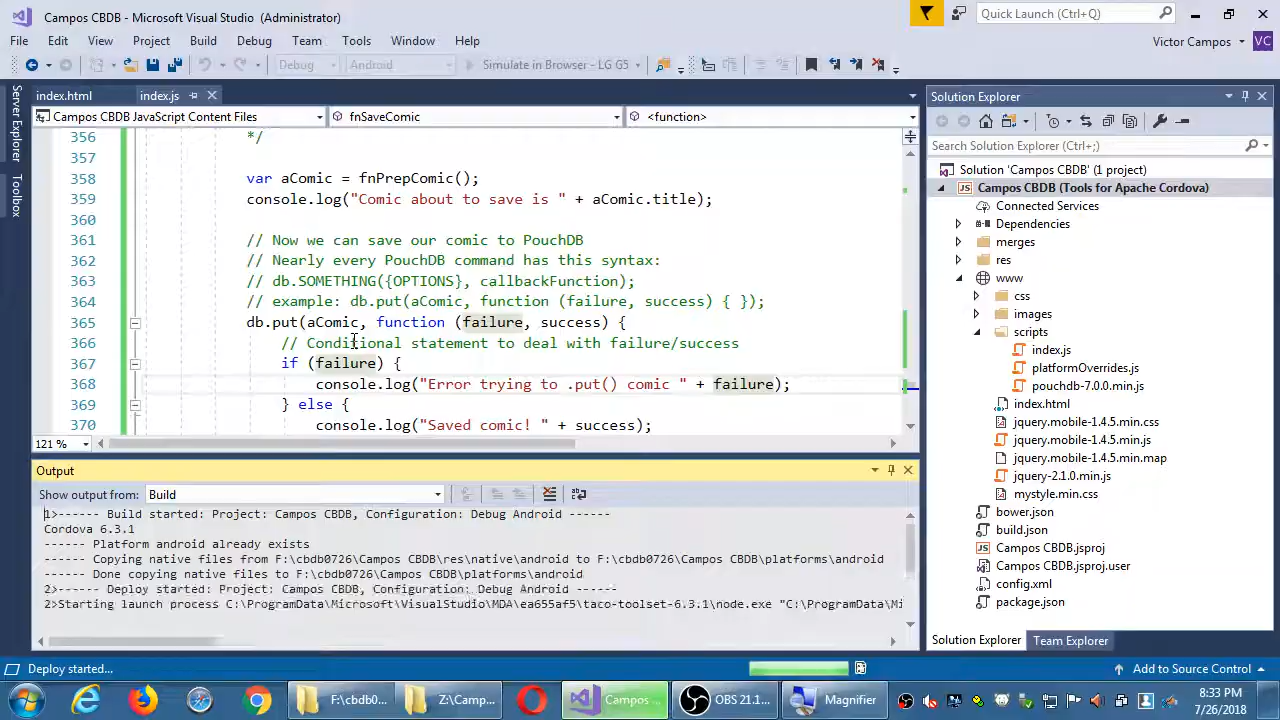 Campos CBDB - Microsoft Visual Studio (Administrator)
Quick Launch (Ctrl+Q)
File Edit View Project Build Debug Team Tools Window Help
Victor Campos VC
Debug Android Simulate in Browser - LG G5
Server Explorer
Toolbox
index.html index.js
Campos CBDB JavaScript Content Files fnSaveComic <function>
356 */
357
358 var aComic = fnPrepComic();
359 console.log("Comic about to save is " + aComic.title);
360
361 // Now we can save our comic to PouchDB
362 // Nearly every PouchDB command has this syntax:
363 // db.SOMETHING({OPTIONS}, callbackFunction);
364 // example: db.put(aComic, function (failure, success) { });
365 db.put(aComic, function (failure, success) {
366 // Conditional statement to deal with failure/success
367 if (failure) {
368 console.log("Error trying to .put() comic " + failure);
369 } else {
370 console.log("Saved comic! " + success);
121 %
Output
Show output from: Build
1>------ Build started: Project: Campos CBDB, Configuration: Debug Android ------
Cordova 6.3.1
------ Platform android already exists
------ Copying native files from F:\cbdb0726\Campos CBDB\res\native\android to F:\cbdb0726\Campos CBDB\platforms\android
------ Done copying native files to F:\cbdb0726\Campos CBDB\platforms\android
2>------ Deploy started: Project: Campos CBDB, Configuration: Debug Android ------
2>Starting launch process C:\ProgramData\Microsoft\VisualStudio\MDA\ea655af5\taco-toolset-6.3.1\node.exe "C:\ProgramData\Mi
Solution Explorer
Search Solution Explorer (Ctrl+;)
Solution 'Campos CBDB' (1 project)
JS Campos CBDB (Tools for Apache Cordova)
Connected Services
Dependencies
merges
res
www
css
images
scripts
index.js
platformOverrides.js
pouchdb-7.0.0.min.js
index.html
jquery.mobile-1.4.5.min.css
jquery.mobile-1.4.5.min.js
jquery.mobile-1.4.5.min.map
jquery-2.1.0.min.js
mystyle.min.css
bower.json
build.json
Campos CBDB.jsproj
Campos CBDB.jsproj.user
config.xml
package.json
Solution Explorer Team Explorer
Deploy started...
Add to Source Control
F:\cbdb0... Z:\Camp... Campos ... OBS 21.1... Magnifier
8:33 PM
7/26/2018